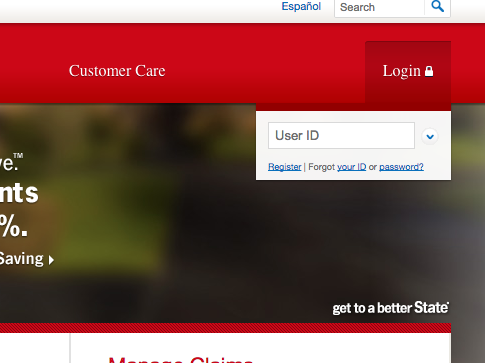 Español Search
Customer Care Login
User ID
Register | Forgot your ID or password?
ve.™
nts
%.
Saving
get to a better State®
Manage Claims